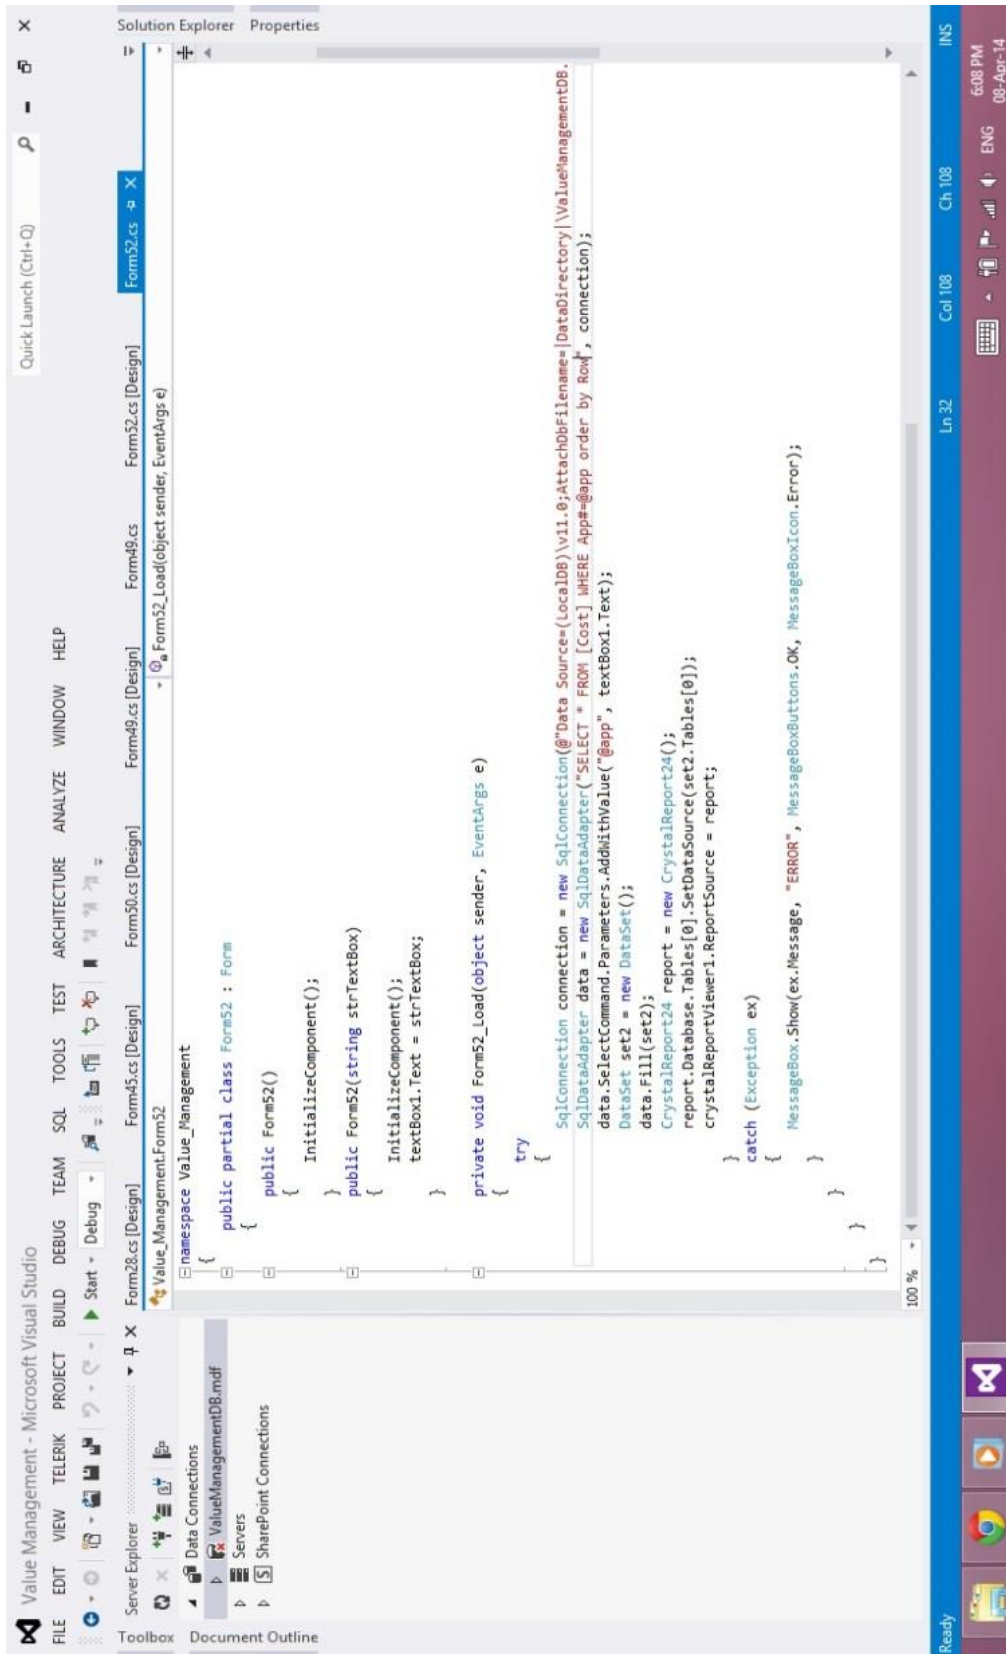 Value Management - Microsoft Visual Studio
Quick Launch (Ctrl+Q)
FILE EDIT VIEW TELERIK PROJECT BUILD DEBUG TEAM SQL TOOLS TEST ARCHITECTURE ANALYZE WINDOW HELP
Start Debug
Server Explorer
Form28.cs [Design] Form45.cs [Design] Form50.cs [Design] Form49.cs [Design] Form49.cs Form52.cs [Design] Form52.cs
Solution Explorer Properties
Toolbox Document Outline
Data Connections
ValueManagementDB.mdf
Servers
SharePoint Connections
Value_Management.Form52 Form52_Load(object sender, EventArgs e)
namespace Value_Management
{
public partial class Form52 : Form
{
public Form52()
{
InitializeComponent();
}
public Form52(string strTextBox)
{
InitializeComponent();
textBox1.Text = strTextBox;
}
private void Form52_Load(object sender, EventArgs e)
{
try
{
SqlConnection connection = new SqlConnection(@"Data Source=(LocalDB)\v11.0;AttachDbFilename=|DataDirectory|\ValueManagementDB.
SqlDataAdapter data = new SqlDataAdapter("SELECT * FROM [Cost] WHERE App#=@app order by Row", connection);
data.SelectCommand.Parameters.AddWithValue("@app", textBox1.Text);
DataSet set2 = new DataSet();
data.Fill(set2);
CrystalReport24 report = new CrystalReport24();
report.Database.Tables[0].SetDataSource(set2.Tables[0]);
crystalReportViewer1.ReportSource = report;
}
catch (Exception ex)
{
MessageBox.Show(ex.Message, "ERROR", MessageBoxButtons.OK, MessageBoxIcon.Error);
}
}
}
}
100 %
Ready Ln 32 Col 108 Ch 108 INS
ENG 6:08 PM
08-Apr-14